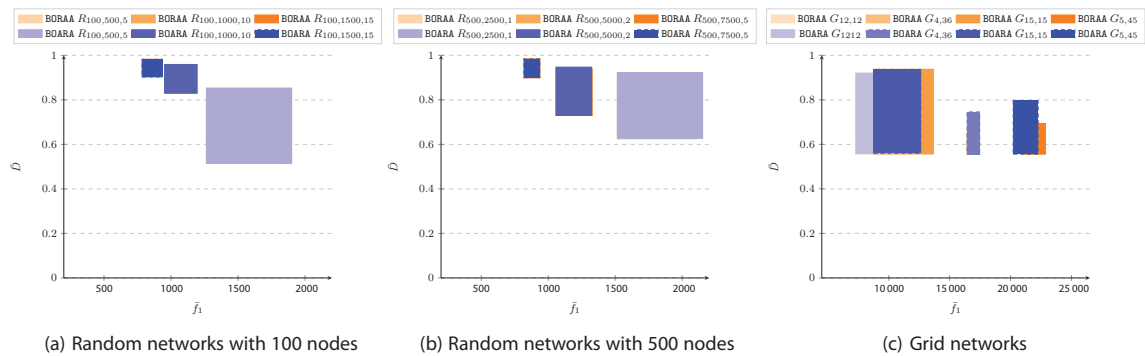 BORAA R100,500,5 BORAA R100,1000,10 BORAA R100,1500,15
BOARA R100,500,5 BOARA R100,1000,10 BOARA R100,1500,15
1
0.8
0.6
0.4
0.2
0
D̄
500 1000 1500 2000
f̄1
(a) Random networks with 100 nodes
BORAA R500,2500,1 BORAA R500,5000,2 BORAA R500,7500,5
BOARA R500,2500,1 BOARA R500,5000,2 BOARA R500,7500,5
1
0.8
0.6
0.4
0.2
0
D̄
500 1000 1500 2000
f̄1
(b) Random networks with 500 nodes
BORAA G12,12 BORAA G4,36 BORAA G15,15 BORAA G5,45
BOARA G1212 BOARA G4,36 BOARA G15,15 BOARA G5,45
1
0.8
0.6
0.4
0.2
0
D̄
10 000 15 000 20 000 25 000
f̄1
(c) Grid networks